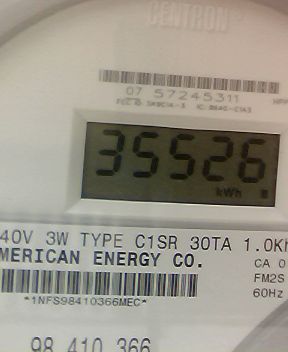 CENTRON
07 57245311
35526
kWh
40V 3W TYPE C1SR 30TA 1.0K
MERICAN ENERGY CO.
CA 0
FM2S
60Hz
*1NFS98410366MEC*
98 410 366